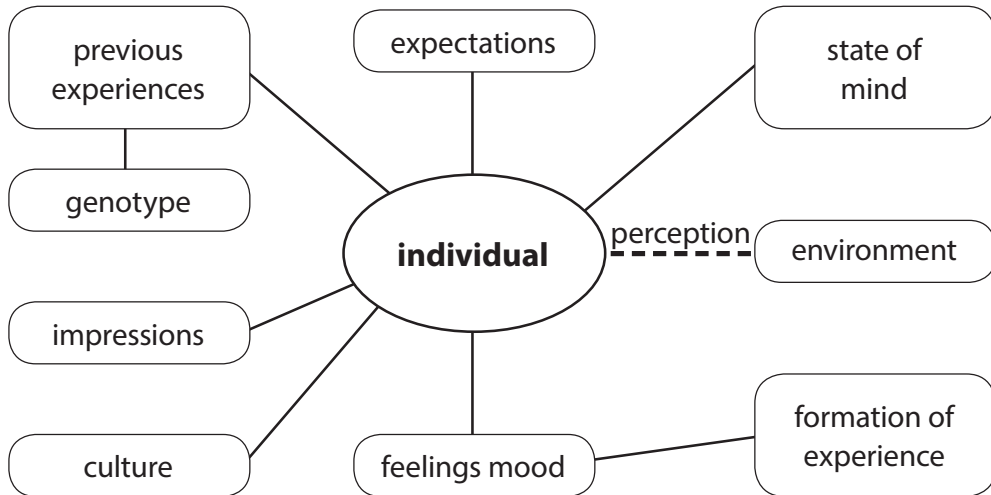 previous
experiences
expectations
state of
mind
genotype
individual
perception
environment
impressions
formation of
experience
culture
feelings mood